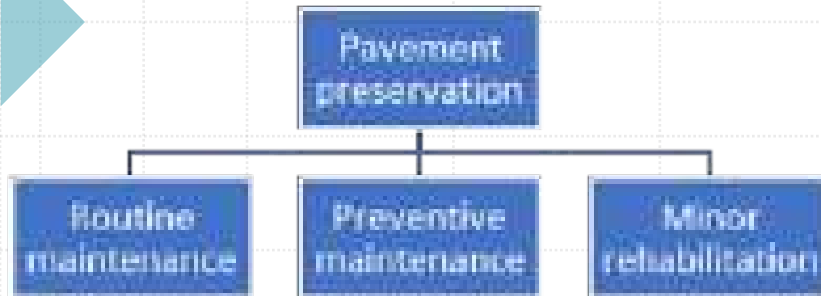 Pavement
preservation
Routine
maintenance
Preventive
maintenance
Minor
rehabilitation